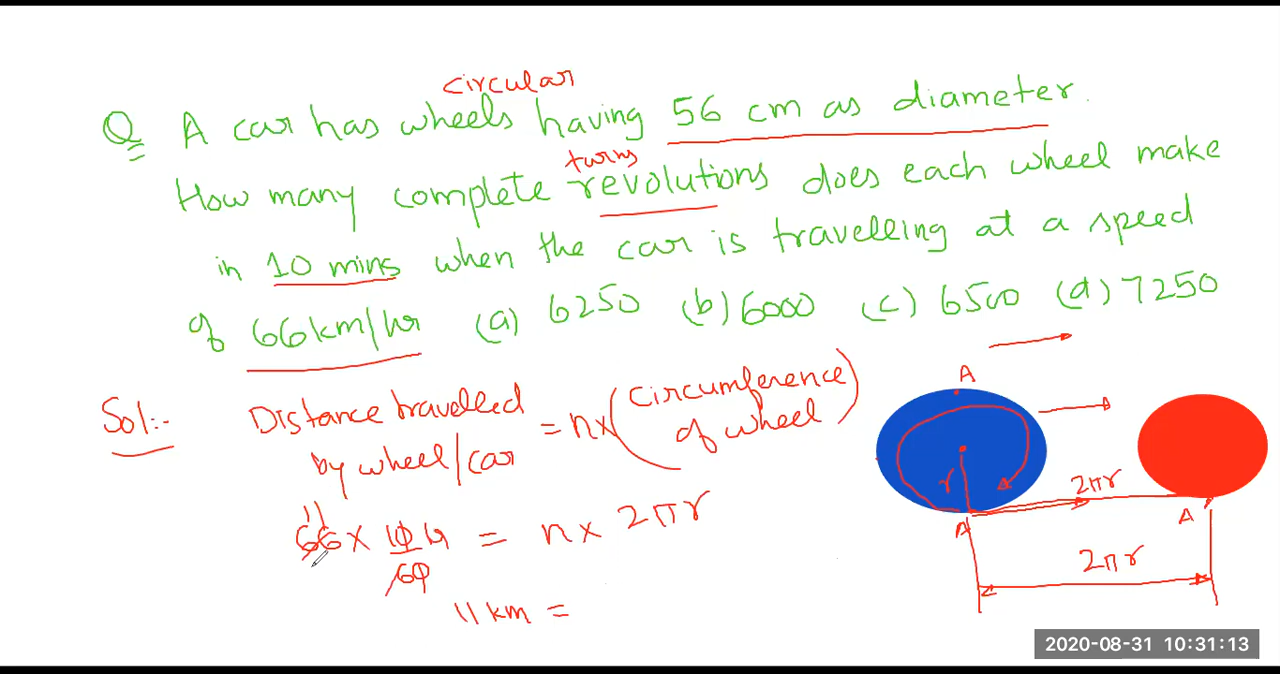 circular
Q A car has wheels having 56 cm as diameter.
turns
How many complete revolutions does each wheel make
in 10 mins when the car is travelling at a speed
of 66km/hr (a) 6250 (b) 6000 (c) 6500 (d) 7250
Sol:- Distance travelled by wheel/car = n×(circumference of wheel)
11
66 × 10/60 hr = n × 2πr
11 km =
A
r
2πr
A
A
2πr
2020-08-31 10:31:13